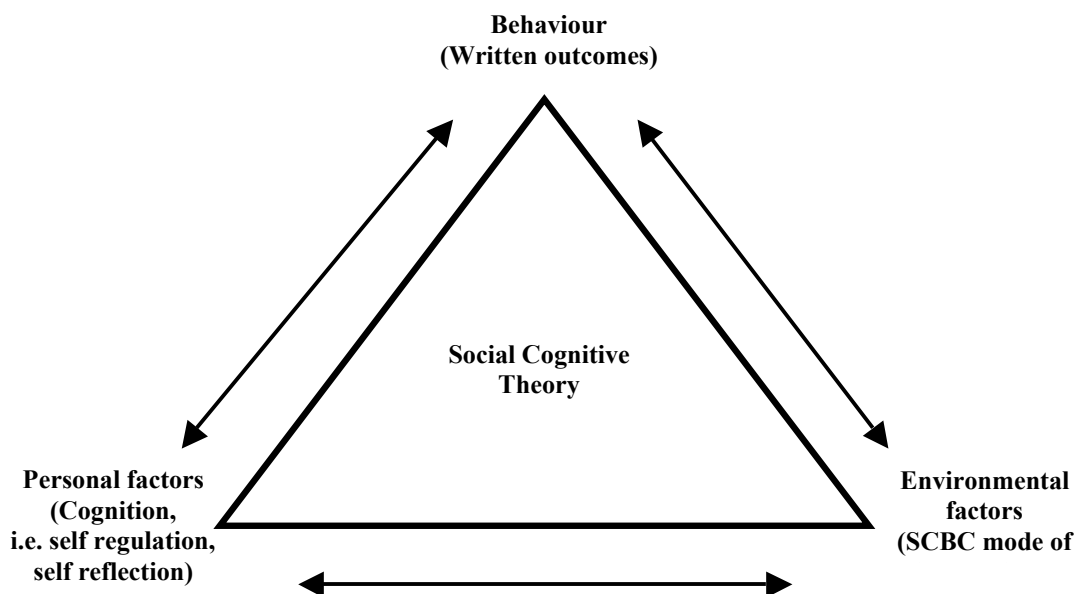 Behaviour
(Written outcomes)
Social Cognitive
Theory
Personal factors
(Cognition,
i.e. self regulation,
self reflection)
Environmental
factors
(SCBC mode of